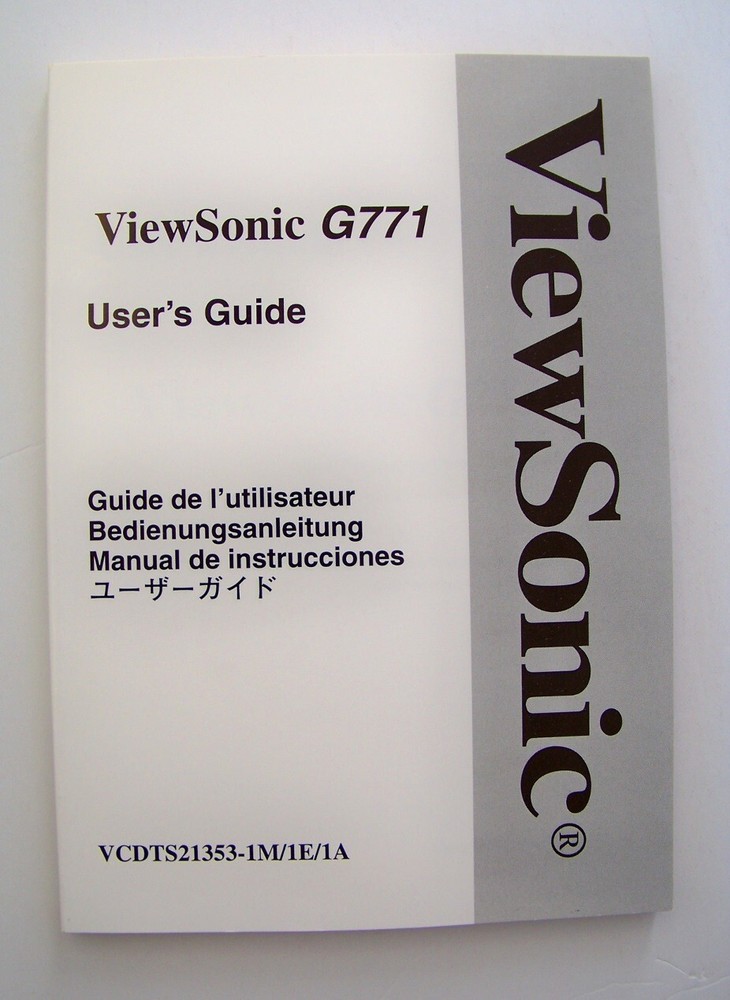 ViewSonic G771
User's Guide
Guide de l'utilisateur
Bedienungsanleitung
Manual de instrucciones
ユーザーガイド
VCDTS21353-1M/1E/1A
ViewSonic®